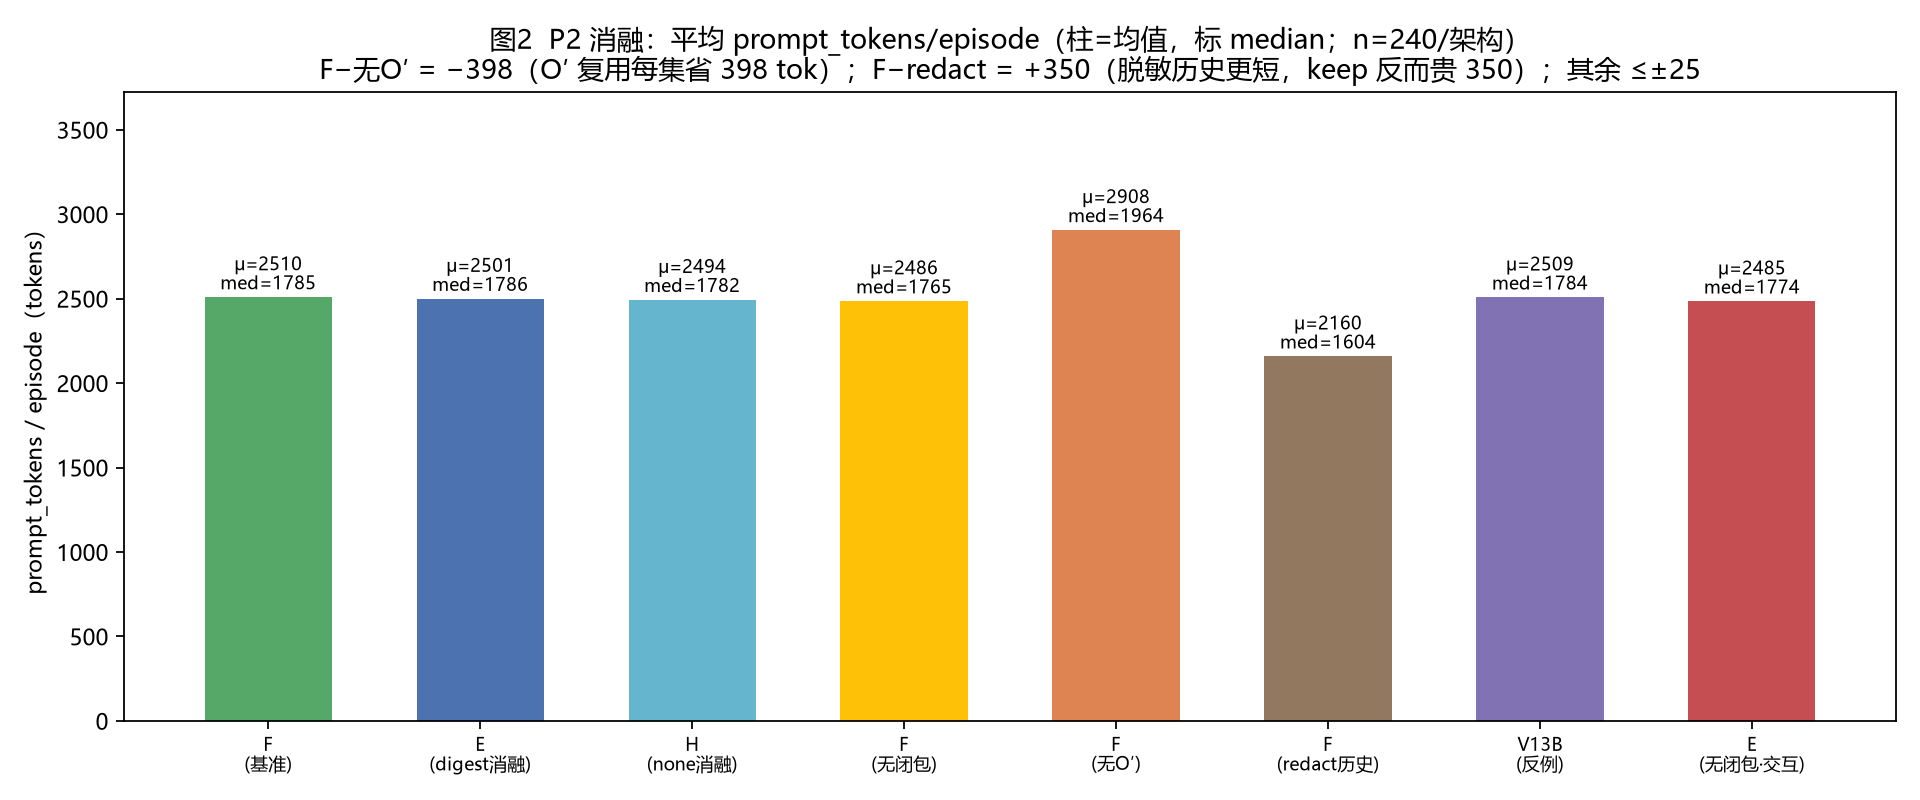 图2  P2 消融：平均 prompt_tokens/episode（柱=均值，标 median；n=240/架构）
F−无O′ = −398（O′ 复用每集省 398 tok）；F−redact = +350（脱敏历史更短，keep 反而贵 350）；其余 ≤±25
prompt_tokens / episode（tokens）
3500
3000
2500
2000
1500
1000
500
0
μ=2510
med=1785
μ=2501
med=1786
μ=2494
med=1782
μ=2486
med=1765
μ=2908
med=1964
μ=2160
med=1604
μ=2509
med=1784
μ=2485
med=1774
F
(基准)
E
(digest消融)
H
(none消融)
F
(无闭包)
F
(无O′)
F
(redact历史)
V13B
(反例)
E
(无闭包·交互)